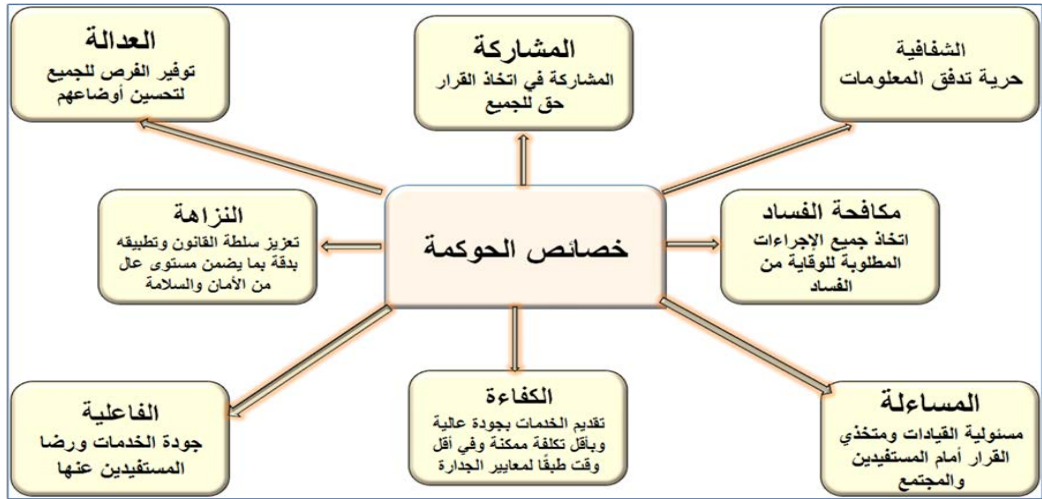 الشفافية
حرية تدفق المعلومات
المشاركة
المشاركة في اتخاذ القرار
حق للجميع
العدالة
توفير الفرص للجميع
لتحسين أوضاعهم
مكافحة الفساد
اتخاذ جميع الإجراءات
المطلوبة للوقاية من
الفساد
خصائص الحوكمة
النزاهة
تعزيز سلطة القانون وتطبيقه
بدقة بما يضمن مستوى عال
من الأمان والسلامة
المساءلة
مسئولية القيادات ومتخذي
القرار أمام المستفيدين
والمجتمع
الكفاءة
تقديم الخدمات بجودة عالية
وبأقل تكلفة ممكنة وفي أقل
وقت طبقًا لمعايير الجدارة
الفاعلية
جودة الخدمات ورضا
المستفيدين عنها